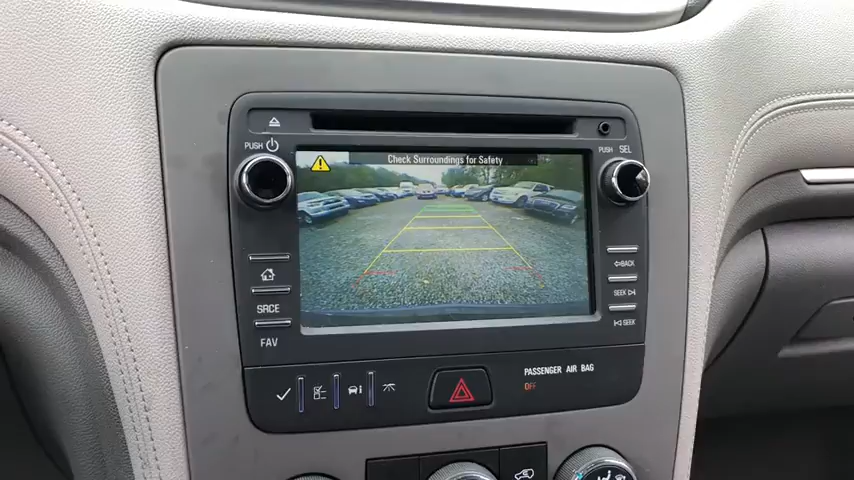 PUSH
PUSH SEL
Check Surroundings for Safety
BACK
SEEK
SRCE
SEEK
FAV
PASSENGER AIR BAG
OFF